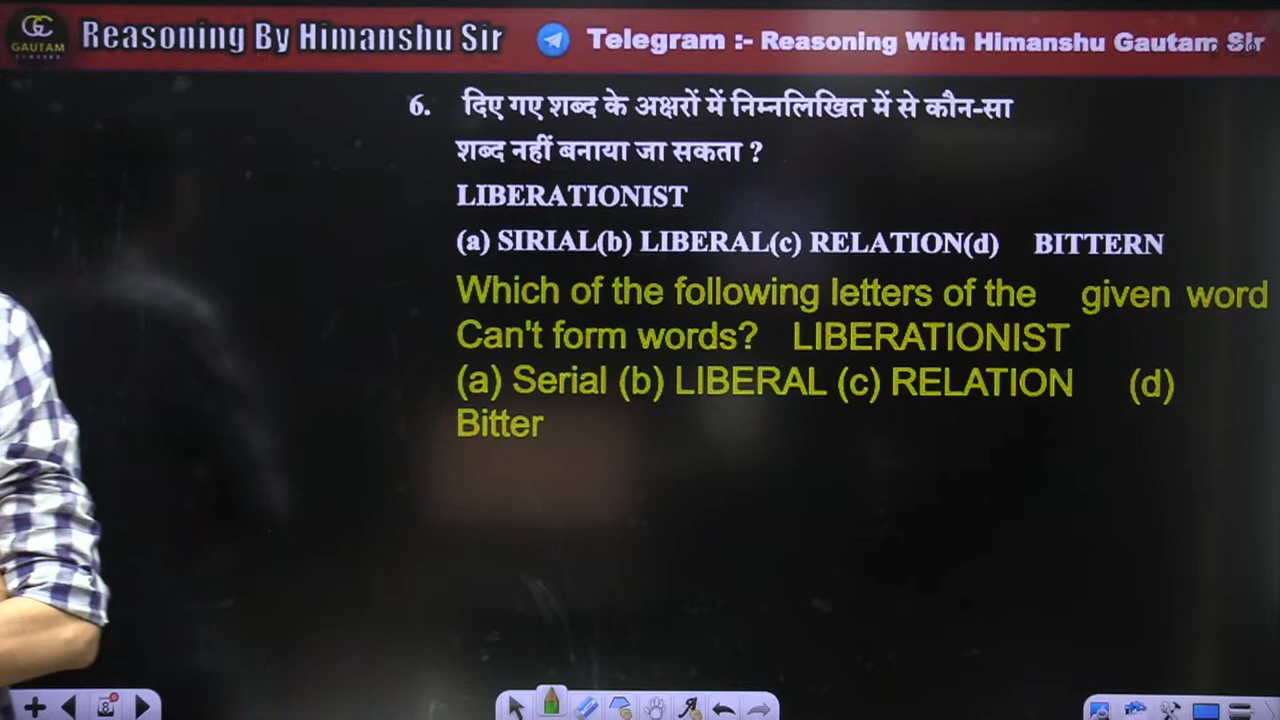 GC
GAUTAM
CLASSES
Reasoning By Himanshu Sir
Telegram :- Reasoning With Himanshu Gautam Sir
6. दिए गए शब्द के अक्षरों में निम्नलिखित में से कौन-सा
शब्द नहीं बनाया जा सकता ?
LIBERATIONIST
(a) SIRIAL(b) LIBERAL(c) RELATION(d) BITTERN
Which of the following letters of the given word
Can't form words? LIBERATIONIST
(a) Serial (b) LIBERAL (c) RELATION (d)
Bitter
8